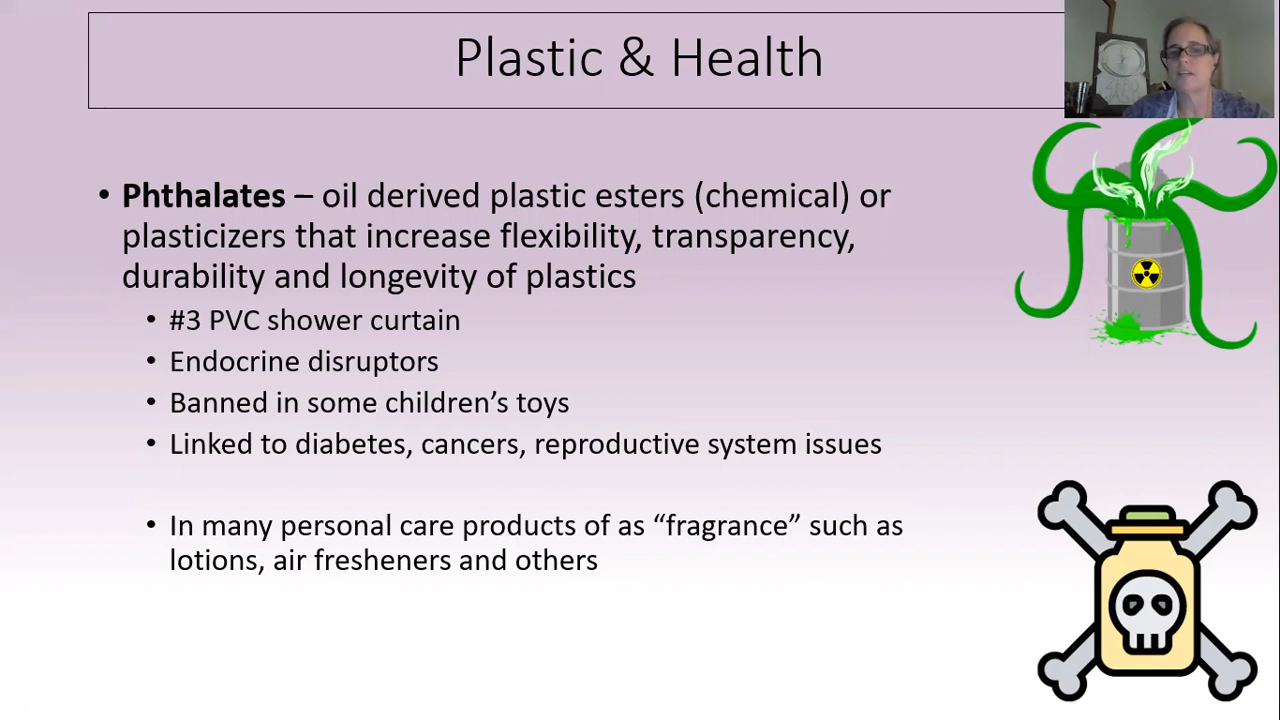 Plastic & Health
• Phthalates – oil derived plastic esters (chemical) or
plasticizers that increase flexibility, transparency,
durability and longevity of plastics
• #3 PVC shower curtain
• Endocrine disruptors
• Banned in some children’s toys
• Linked to diabetes, cancers, reproductive system issues
• In many personal care products of as “fragrance” such as
lotions, air fresheners and others